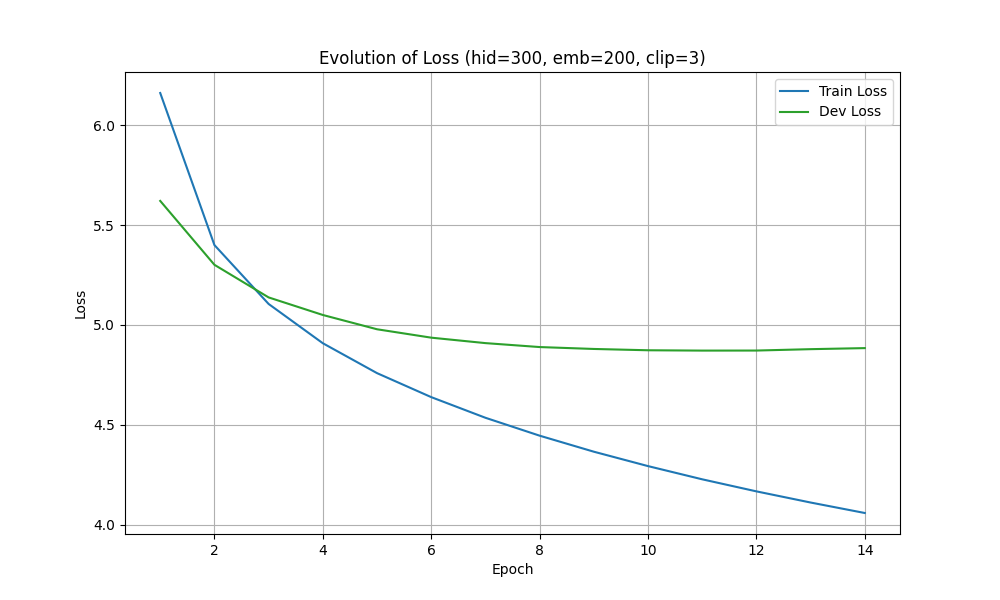 Evolution of Loss (hid=300, emb=200, clip=3)
Train Loss
Dev Loss
6.0
5.5
5.0
4.5
4.0
Loss
2 4 6 8 10 12 14
Epoch